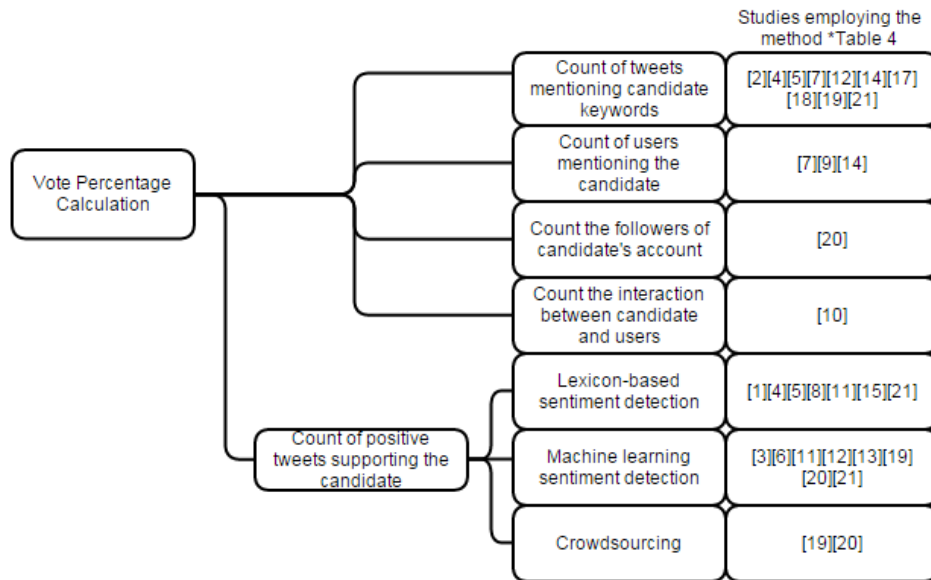 Studies employing the
method *Table 4
Count of tweets
mentioning candidate
keywords
[2][4][5][7][12][14][17]
[18][19][21]
Count of users
mentioning the
candidate
[7][9][14]
Vote Percentage
Calculation
Count the followers of
candidate's account
[20]
Count the interaction
between candidate
and users
[10]
Lexicon-based
sentiment detection
[1][4][5][8][11][15][21]
Count of positive
tweets supporting the
candidate
Machine learning
sentiment detection
[3][6][11][12][13][19]
[20][21]
Crowdsourcing
[19][20]